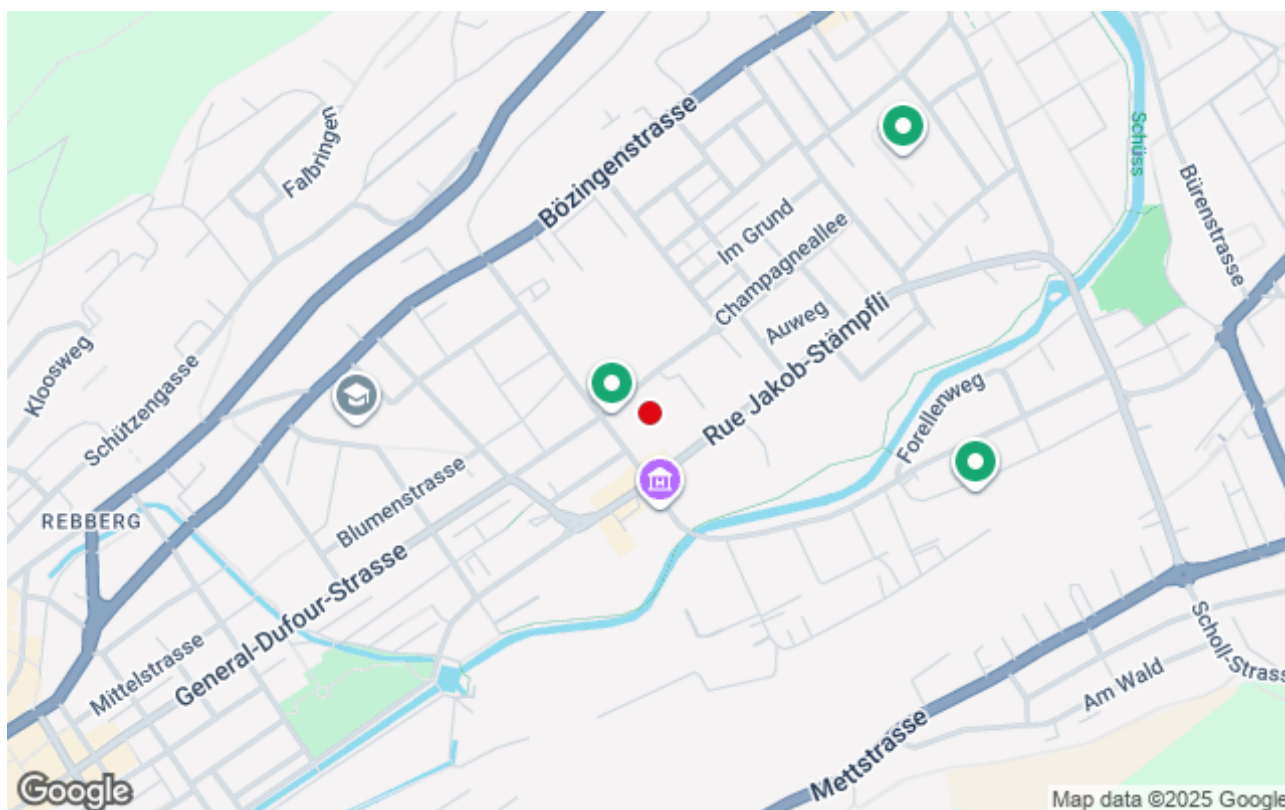 Falbringen
Bözingenstrasse
Schüss
Bürenstrasse
Im Grund
Champagneallee
Auweg
Kloosweg
Schützengasse
Rue Jakob-Stämpfli
Forellenweg
Blumenstrasse
REBBERG
General-Dufour-Strasse
Mittelstrasse
Scholl-Strass
Am Wald
Mettstrasse
H
Google
Map data ©2025 Google